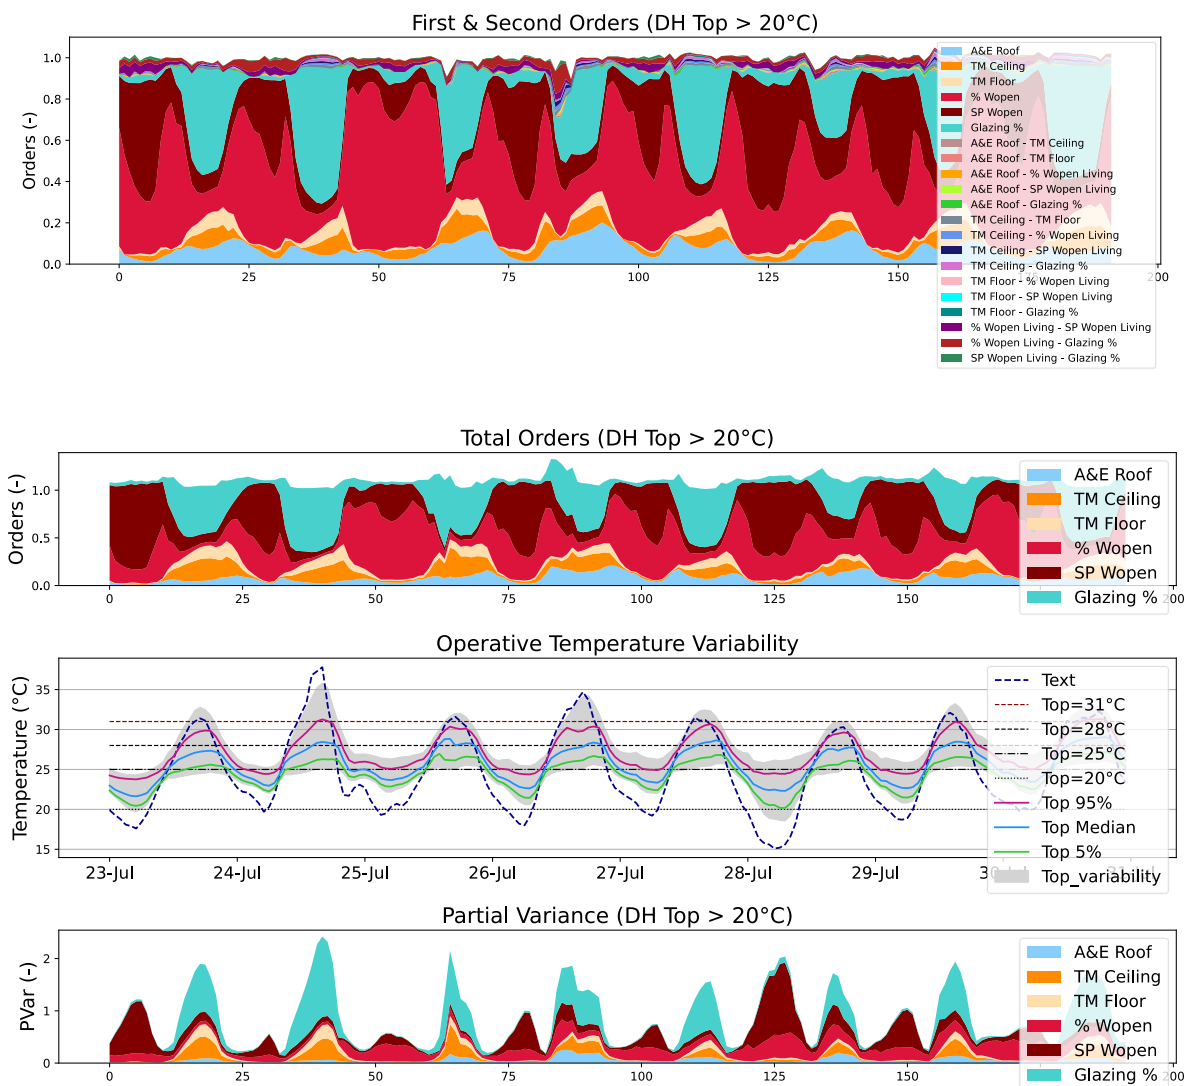 First & Second Orders (DH Top > 20°C)
Orders (-)
1.0
0.8
0.6
0.4
0.2
0.0
A&E Roof
TM Ceiling
TM Floor
% Wopen
SP Wopen
Glazing %
A&E Roof - TM Ceiling
A&E Roof - TM Floor
A&E Roof - % Wopen Living
A&E Roof - SP Wopen Living
A&E Roof - Glazing %
TM Ceiling - TM Floor
TM Ceiling - % Wopen Living
TM Ceiling - SP Wopen Living
TM Ceiling - Glazing %
TM Floor - % Wopen Living
TM Floor - SP Wopen Living
TM Floor - Glazing %
% Wopen Living - SP Wopen Living
% Wopen Living - Glazing %
SP Wopen Living - Glazing %
0 25 50 75 100 125 150 175 200
Total Orders (DH Top > 20°C)
Orders (-)
1.0
0.5
0.0
A&E Roof
TM Ceiling
TM Floor
% Wopen
SP Wopen
Glazing %
0 25 50 75 100 125 150 200
Operative Temperature Variability
Temperature (°C)
35
30
25
20
15
Text
Top=31°C
Top=28°C
Top=25°C
Top=20°C
Top 95%
Top Median
Top 5%
Top_variability
23-Jul 24-Jul 25-Jul 26-Jul 27-Jul 28-Jul 29-Jul 30-Jul 31-Jul
Partial Variance (DH Top > 20°C)
PVar (-)
2
1
0
A&E Roof
TM Ceiling
TM Floor
% Wopen
SP Wopen
Glazing %
0 25 50 75 100 125 150 200